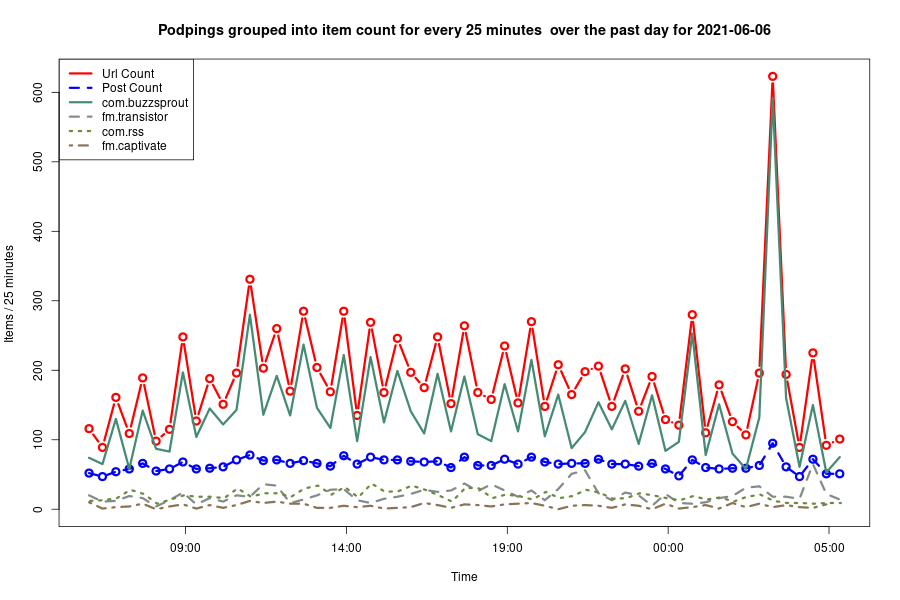 Podpings grouped into item count for every 25 minutes  over the past day for 2021-06-06
Url Count
Post Count
com.buzzsprout
fm.transistor
com.rss
fm.captivate
600
500
400
300
200
100
0
Items / 25 minutes
09:00
14:00
19:00
00:00
05:00
Time